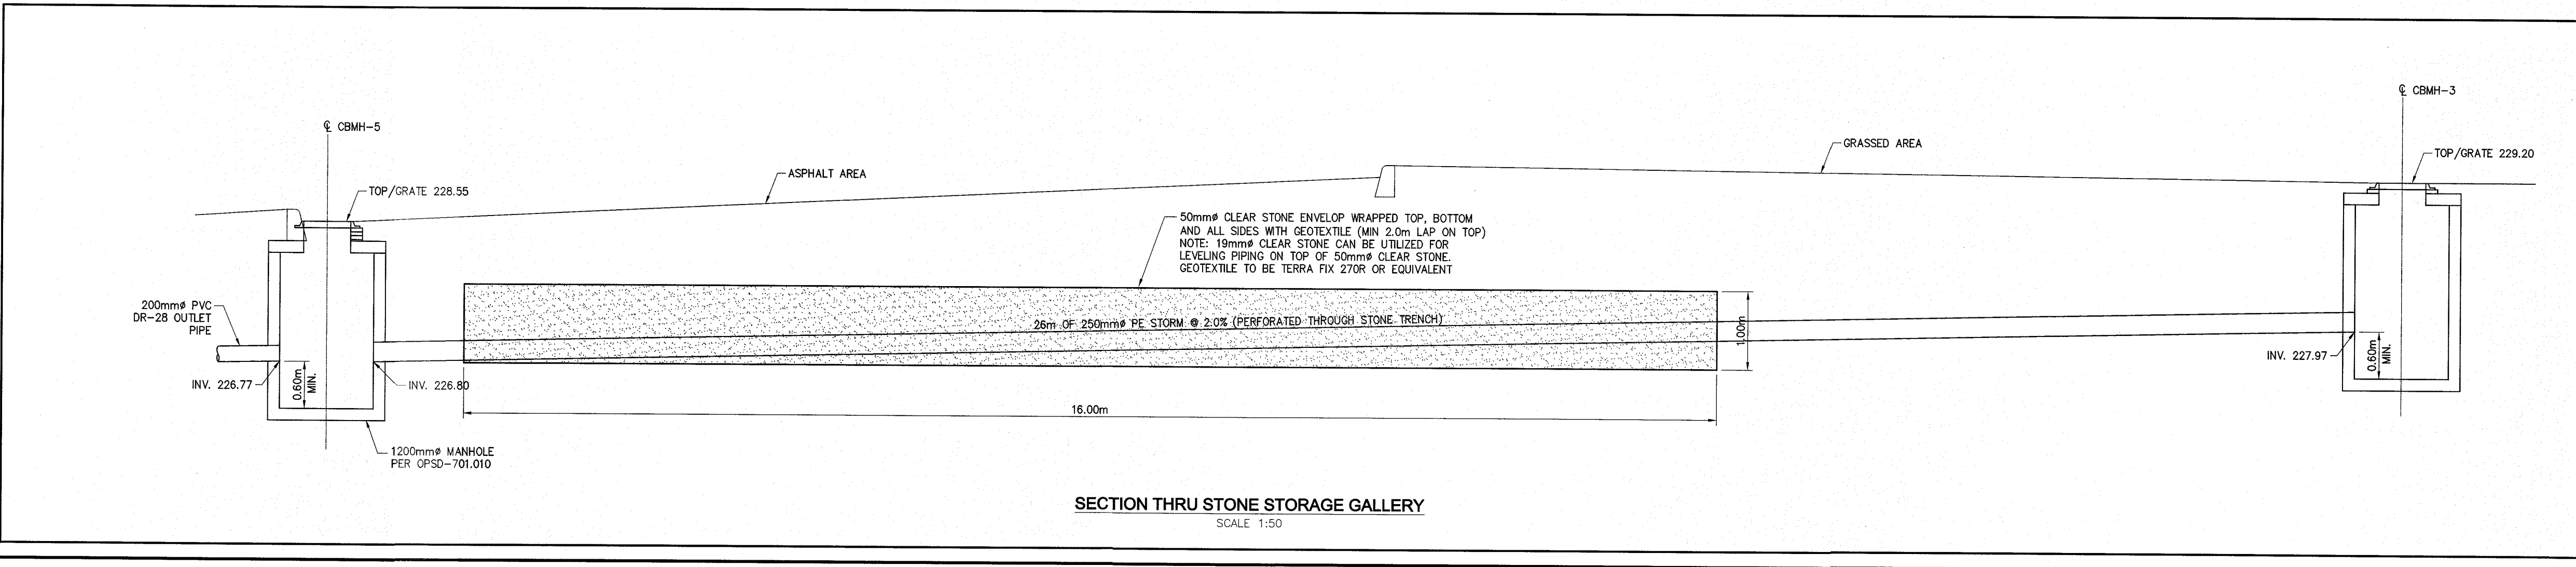 ℄ CBMH-5
℄ CBMH-3
TOP/GRATE 228.55
ASPHALT AREA
GRASSED AREA
TOP/GRATE 229.20
50mmø CLEAR STONE ENVELOP WRAPPED TOP, BOTTOM
AND ALL SIDES WITH GEOTEXTILE (MIN 2.0m LAP ON TOP)
NOTE: 19mmø CLEAR STONE CAN BE UTILIZED FOR
LEVELING PIPING ON TOP OF 50mmø CLEAR STONE.
GEOTEXTILE TO BE TERRA FIX 270R OR EQUIVALENT
200mmø PVC
DR-28 OUTLET
PIPE
26m OF 250mmø PE STORM @ 2.0% (PERFORATED THROUGH STONE TRENCH)
1.00m
INV. 226.77
0.60m
MIN.
INV. 226.80
INV. 227.97
0.60m
MIN.
16.00m
1200mmø MANHOLE
PER OPSD-701.010
SECTION THRU STONE STORAGE GALLERY
SCALE 1:50